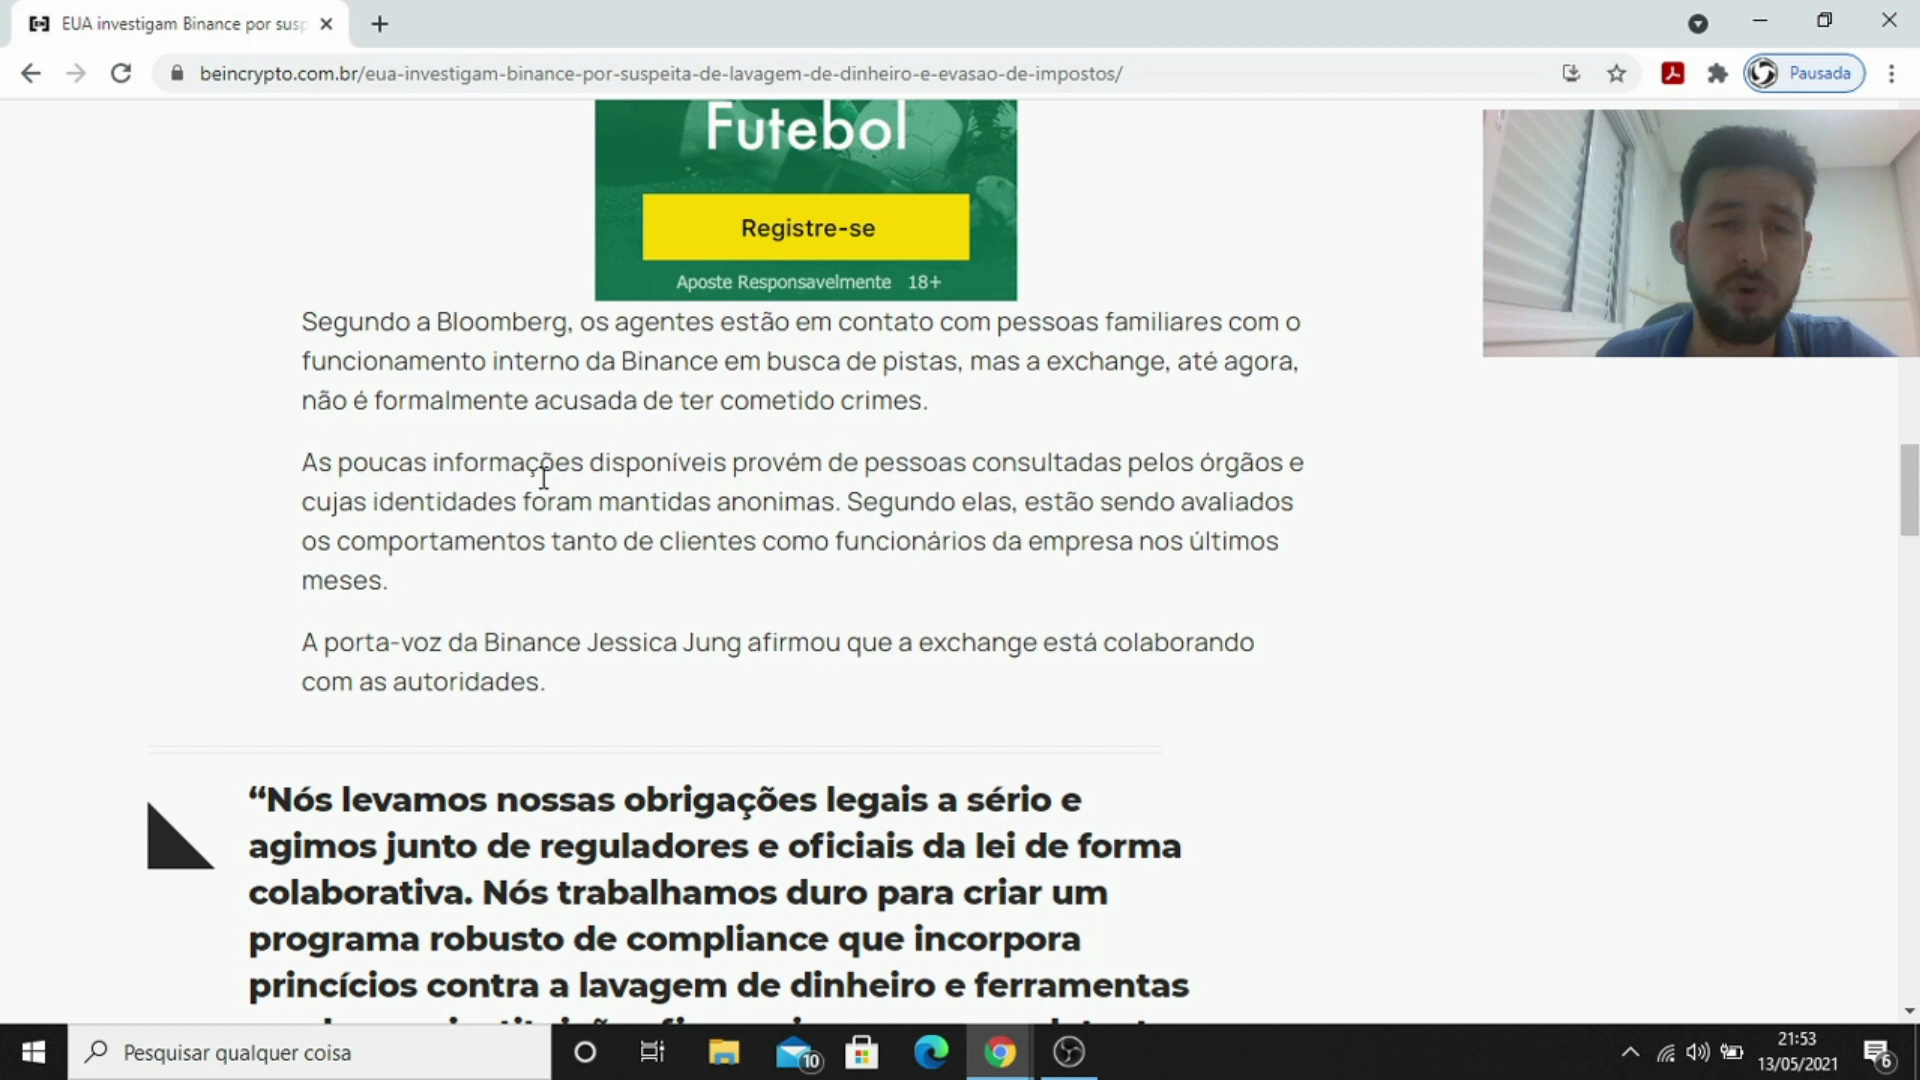 EUA investigam Binance por susp
beincrypto.com.br/eua-investigam-binance-por-suspeita-de-lavagem-de-dinheiro-e-evasao-de-impostos/
Pausada
Futebol
Registre-se
Aposte Responsavelmente 18+
Segundo a Bloomberg, os agentes estão em contato com pessoas familiares com o
funcionamento interno da Binance em busca de pistas, mas a exchange, até agora,
não é formalmente acusada de ter cometido crimes.
As poucas informações disponíveis provém de pessoas consultadas pelos órgãos e
cujas identidades foram mantidas anonimas. Segundo elas, estão sendo avaliados
os comportamentos tanto de clientes como funcionários da empresa nos últimos
meses.
A porta-voz da Binance Jessica Jung afirmou que a exchange está colaborando
com as autoridades.
“Nós levamos nossas obrigações legais a sério e
agimos junto de reguladores e oficiais da lei de forma
colaborativa. Nós trabalhamos duro para criar um
programa robusto de compliance que incorpora
princícios contra a lavagem de dinheiro e ferramentas
Pesquisar qualquer coisa
10
21:53
13/05/2021
6